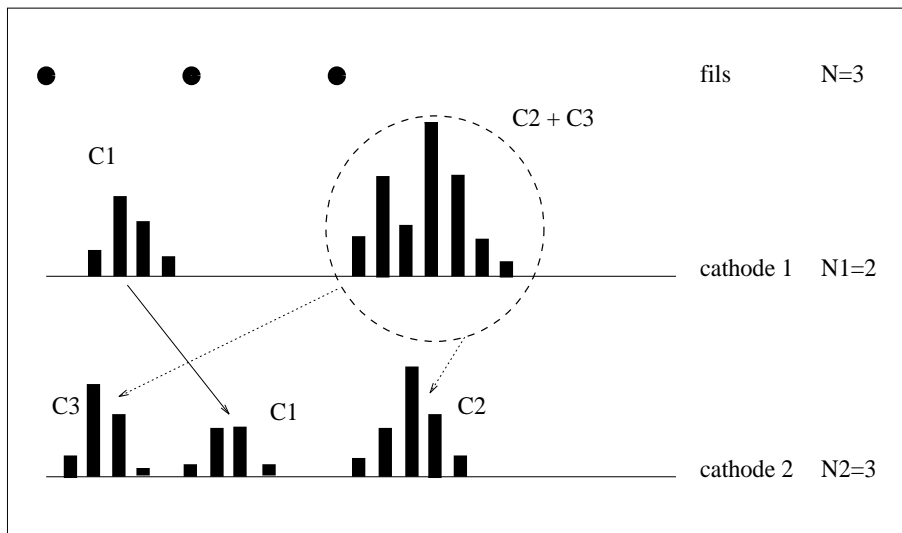 fils N=3
C2 + C3
C1
cathode 1 N1=2
C3
C1
C2
cathode 2 N2=3